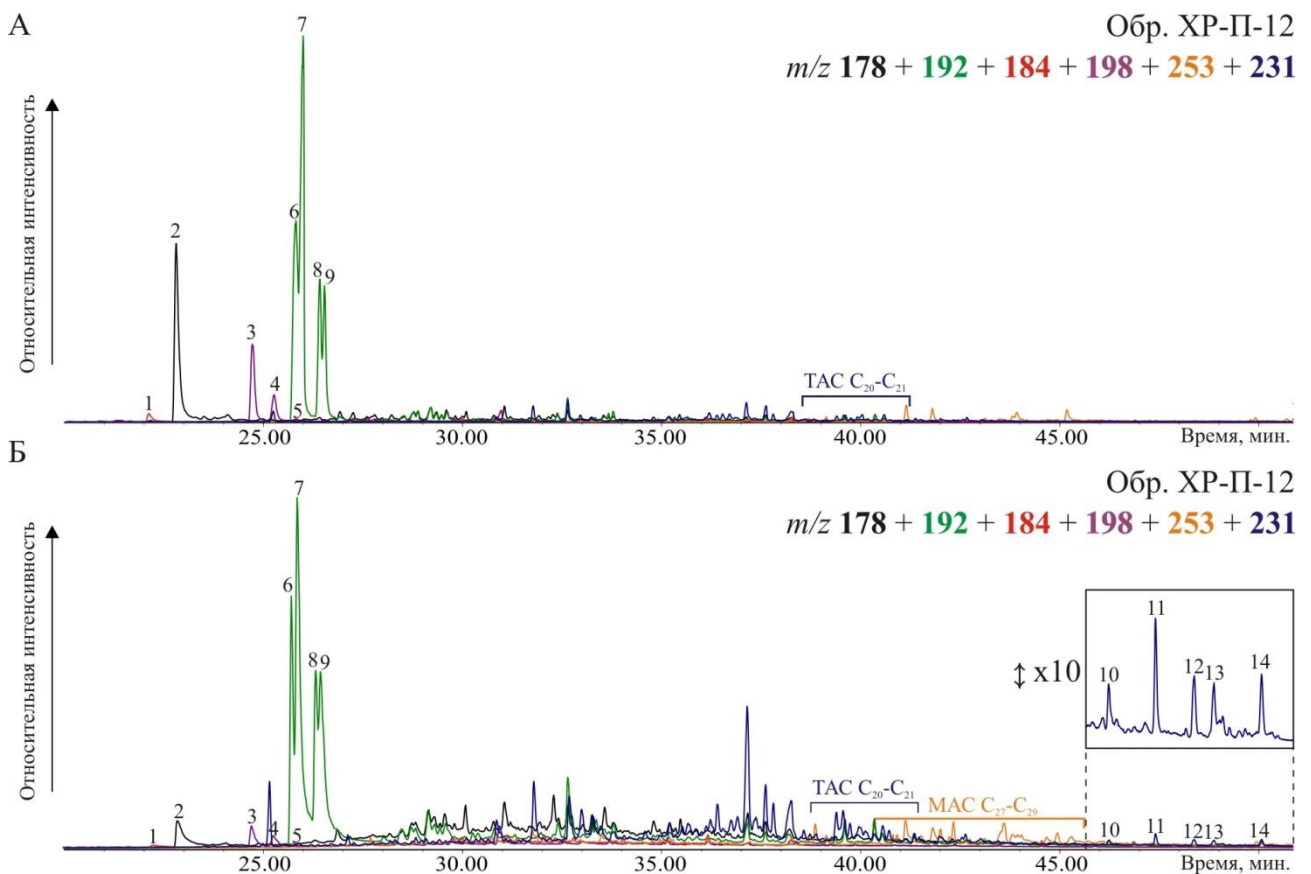 А
Обр. ХР-П-12
m/z 178 + 192 + 184 + 198 + 253 + 231
Относительная интенсивность
1
2
3
4
5
6
7
8
9
ТАС C₂₀-C₂₁
25.00 30.00 35.00 40.00 45.00 Время, мин.
Б
Обр. ХР-П-12
m/z 178 + 192 + 184 + 198 + 253 + 231
Относительная интенсивность
1
2
3
4
5
6
7
8
9
ТАС C₂₀-C₂₁
МАС C₂₇-C₂₉
↕ x10
10
11
12
13
14
10 11 12 13 14
25.00 30.00 35.00 40.00 45.00 Время, мин.